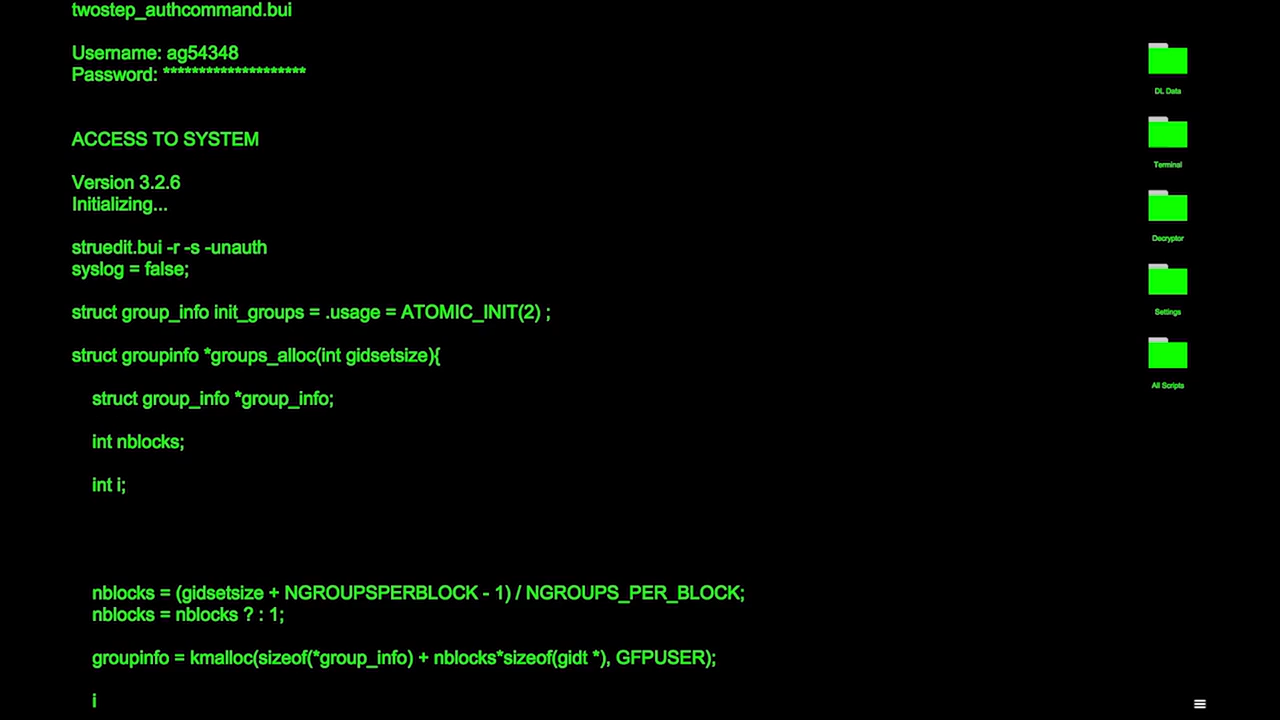 twostep_authcommand.bui
Username: ag54348
Password: ********************
ACCESS TO SYSTEM
Version 3.2.6
Initializing...
struedit.bui -r -s -unauth
syslog = false;
struct group_info init_groups = .usage = ATOMIC_INIT(2) ;
struct groupinfo *groups_alloc(int gidsetsize){
struct group_info *group_info;
int nblocks;
int i;
nblocks = (gidsetsize + NGROUPSPERBLOCK - 1) / NGROUPS_PER_BLOCK;
nblocks = nblocks ? : 1;
groupinfo = kmalloc(sizeof(*group_info) + nblocks*sizeof(gidt *), GFPUSER);
i
DL Data
Terminal
Decryptor
Settings
All Scripts